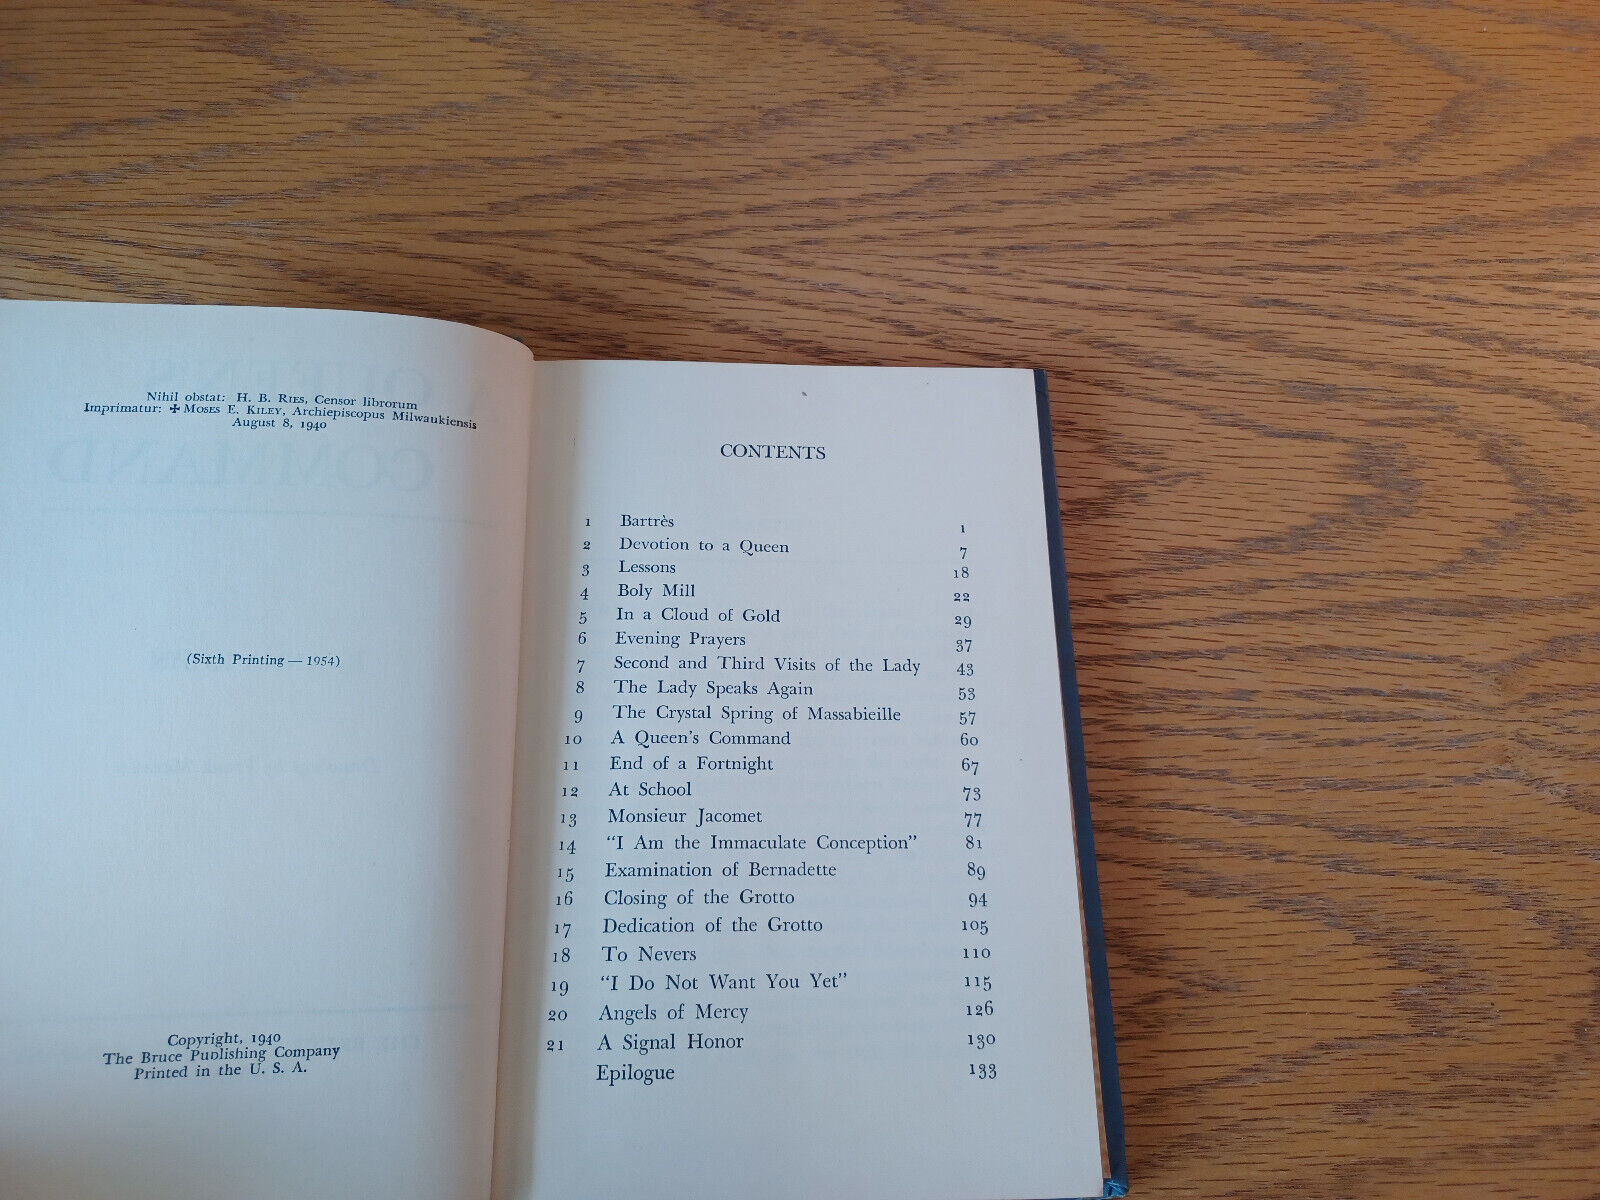 Nihil obstat: H. B. Ries, Censor librorum
Imprimatur: ✠ Moses E. Kiley, Archiepiscopus Milwaukiensis
August 8, 1940
(Sixth Printing — 1954)
Copyright, 1940
The Bruce Publishing Company
Printed in the U. S. A.
CONTENTS
1 Bartrès 1
2 Devotion to a Queen 7
3 Lessons 18
4 Boly Mill 22
5 In a Cloud of Gold 29
6 Evening Prayers 37
7 Second and Third Visits of the Lady 43
8 The Lady Speaks Again 53
9 The Crystal Spring of Massabieille 57
10 A Queen's Command 60
11 End of a Fortnight 67
12 At School 73
13 Monsieur Jacomet 77
14 "I Am the Immaculate Conception" 81
15 Examination of Bernadette 89
16 Closing of the Grotto 94
17 Dedication of the Grotto 105
18 To Nevers 110
19 "I Do Not Want You Yet" 115
20 Angels of Mercy 126
21 A Signal Honor 130
Epilogue 133